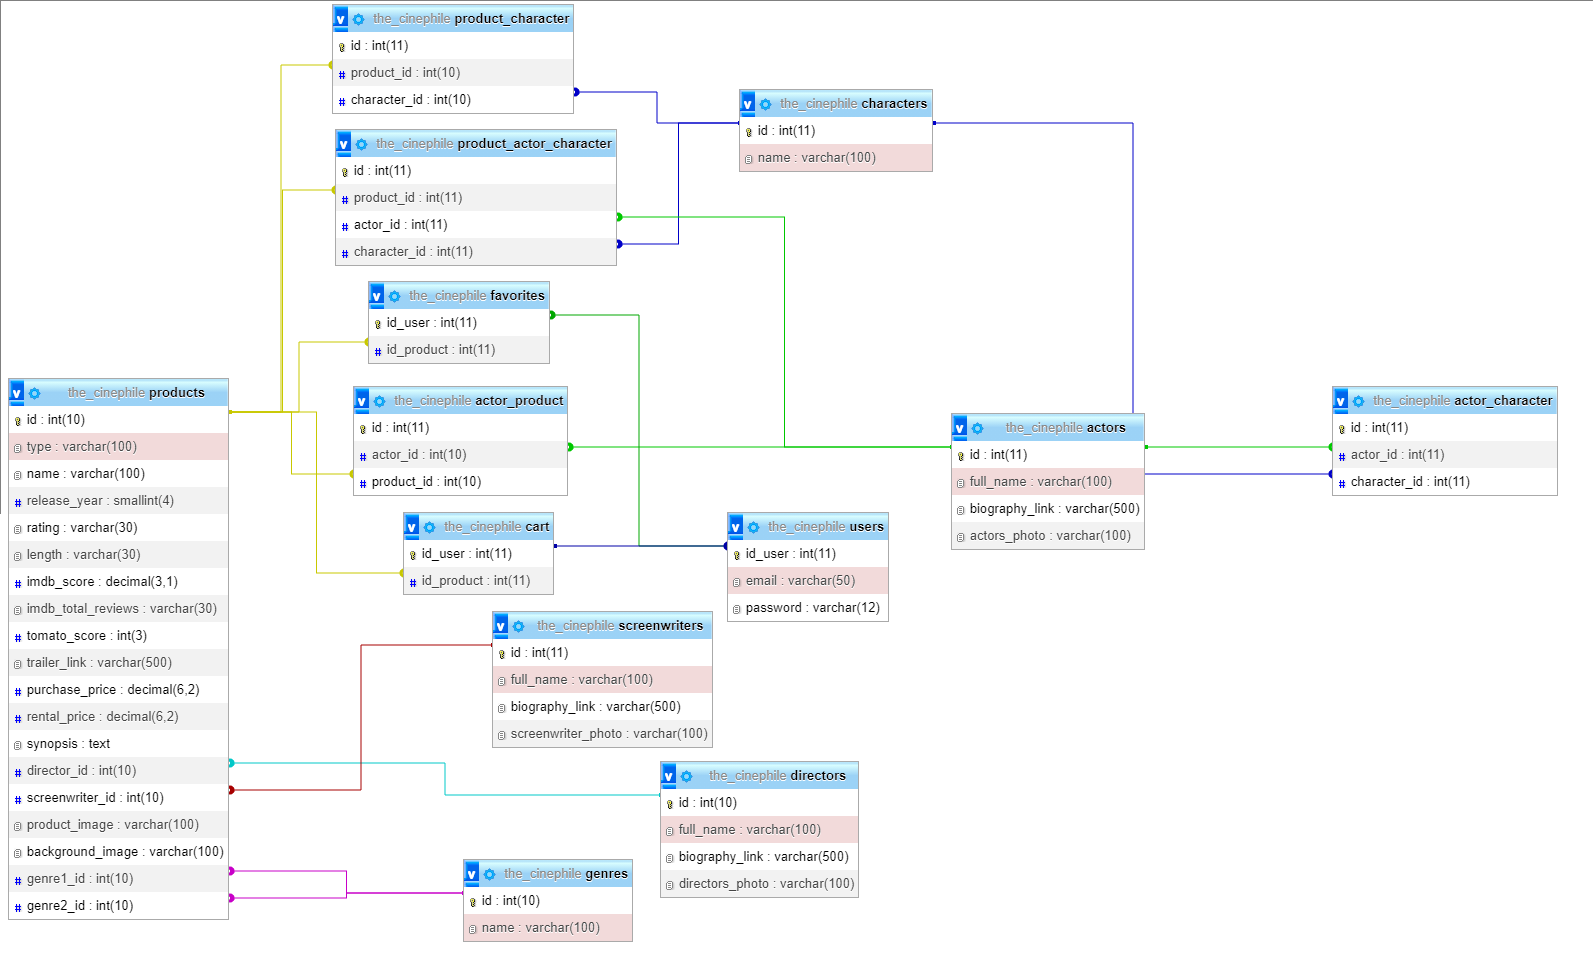 the_cinephile product_character
id : int(11)
product_id : int(10)
character_id : int(10)
the_cinephile characters
id : int(11)
name : varchar(100)
the_cinephile product_actor_character
id : int(11)
product_id : int(11)
actor_id : int(11)
character_id : int(11)
the_cinephile favorites
id_user : int(11)
id_product : int(11)
the_cinephile products
id : int(10)
type : varchar(100)
name : varchar(100)
release_year : smallint(4)
rating : varchar(30)
length : varchar(30)
imdb_score : decimal(3,1)
imdb_total_reviews : varchar(30)
tomato_score : int(3)
trailer_link : varchar(500)
purchase_price : decimal(6,2)
rental_price : decimal(6,2)
synopsis : text
director_id : int(10)
screenwriter_id : int(10)
product_image : varchar(100)
background_image : varchar(100)
genre1_id : int(10)
genre2_id : int(10)
the_cinephile actor_product
id : int(11)
actor_id : int(10)
product_id : int(10)
the_cinephile actors
id : int(11)
full_name : varchar(100)
biography_link : varchar(500)
actors_photo : varchar(100)
the_cinephile actor_character
id : int(11)
actor_id : int(11)
character_id : int(11)
the_cinephile cart
id_user : int(11)
id_product : int(11)
the_cinephile users
id_user : int(11)
email : varchar(50)
password : varchar(12)
the_cinephile screenwriters
id : int(11)
full_name : varchar(100)
biography_link : varchar(500)
screenwriter_photo : varchar(100)
the_cinephile directors
id : int(10)
full_name : varchar(100)
biography_link : varchar(500)
directors_photo : varchar(100)
the_cinephile genres
id : int(10)
name : varchar(100)